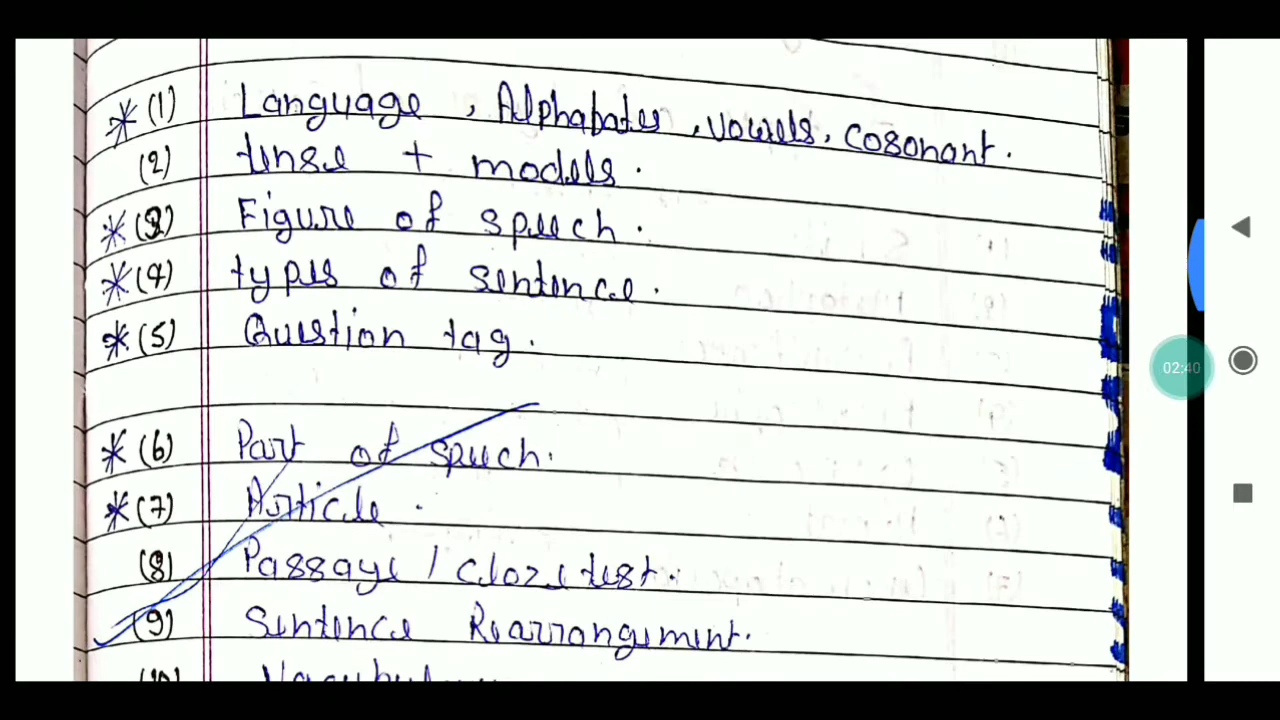 * (1) Language , Alphabates , vowels , cosonant .
(2) tense + models .
* (3) Figure of speech .
* (4) types of sentence .
* (5) Question tag .
* (6) Part of speech .
* (7) Article .
(8) Passage / cloze test .
(9) Sentence Rearrangement .
02:40